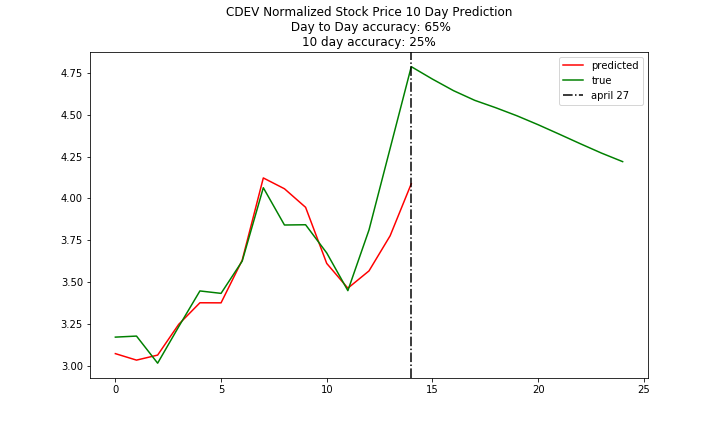 CDEV Normalized Stock Price 10 Day Prediction
Day to Day accuracy: 65%
10 day accuracy: 25%
predicted
true
april 27
4.75
4.50
4.25
4.00
3.75
3.50
3.25
3.00
0 5 10 15 20 25